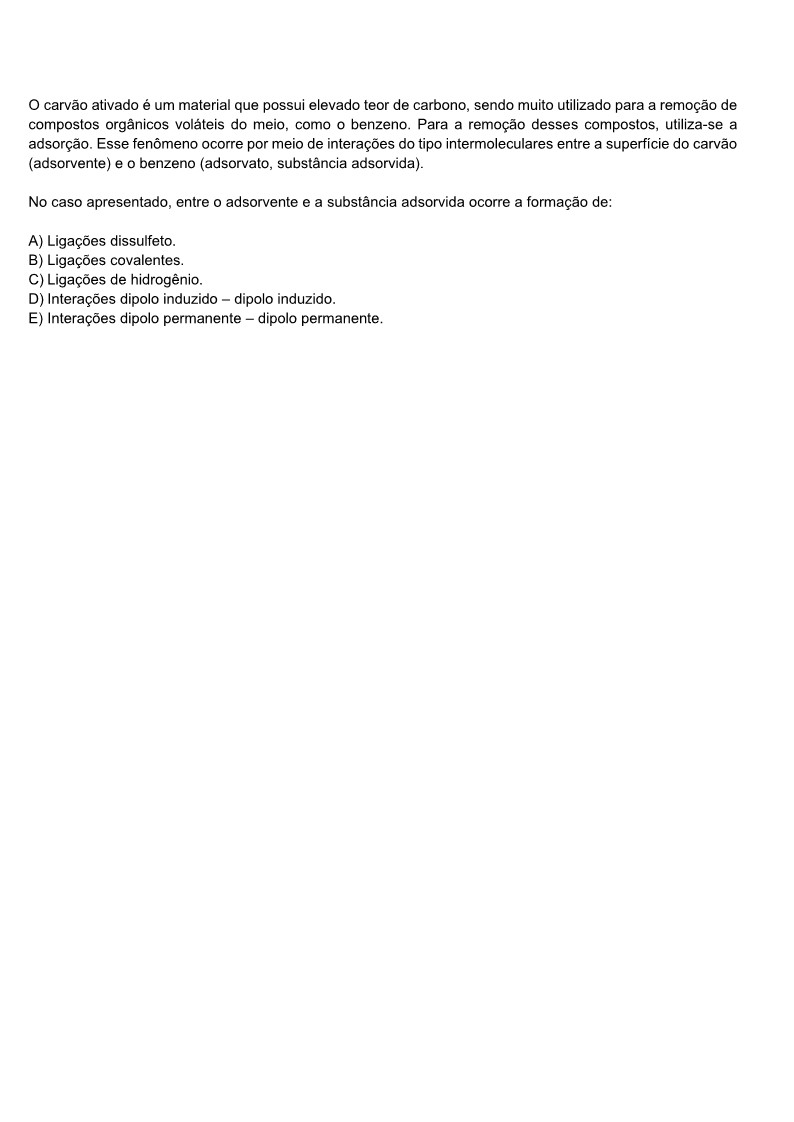 O carvão ativado é um material que possui elevado teor de carbono, sendo muito utilizado para a remoção de
compostos orgânicos voláteis do meio, como o benzeno. Para a remoção desses compostos, utiliza-se a
adsorção. Esse fenômeno ocorre por meio de interações do tipo intermoleculares entre a superfície do carvão
(adsorvente) e o benzeno (adsorvato, substância adsorvida).
No caso apresentado, entre o adsorvente e a substância adsorvida ocorre a formação de:
A) Ligações dissulfeto.
B) Ligações covalentes.
C) Ligações de hidrogênio.
D) Interações dipolo induzido – dipolo induzido.
E) Interações dipolo permanente – dipolo permanente.